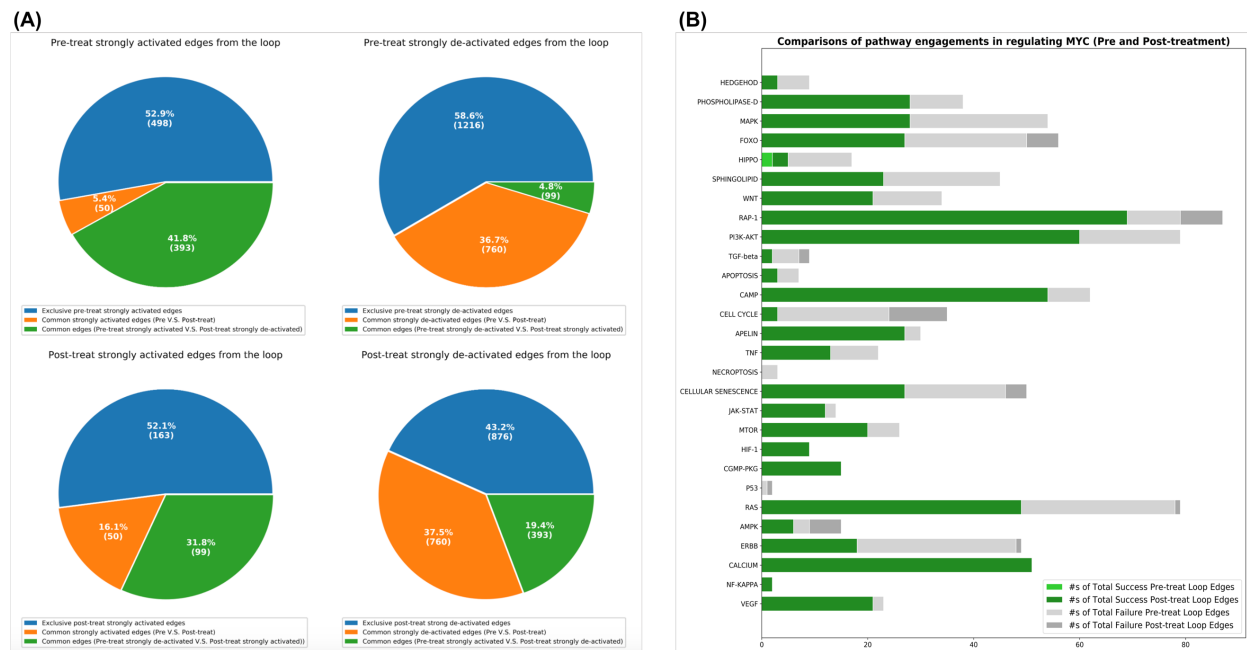 (A)
Pre-treat strongly activated edges from the loop
52.9%
(498)
5.4%
(50)
41.8%
(393)
Exclusive pre-treat strongly activated edges
Common strongly activated edges (Pre V.S. Post-treat)
Common edges (Pre-treat strongly activated V.S. Post-treat strongly de-activated)
Pre-treat strongly de-activated edges from the loop
58.6%
(1216)
4.8%
(99)
36.7%
(760)
Exclusive pre-treat strongly de-activated edges
Common strongly de-activated edges (Pre V.S. Post-treat)
Common edges (Pre-treat strongly de-activated V.S. Post-treat strongly activated)
Post-treat strongly activated edges from the loop
52.1%
(163)
16.1%
(50)
31.8%
(99)
Exclusive post-treat strongly activated edges
Common strongly activated edges (Pre V.S. Post-treat)
Common edges (Pre-treat strongly de-activated V.S. Post-treat strongly activated))
Post-treat strongly de-activated edges from the loop
43.2%
(876)
37.5%
(760)
19.4%
(393)
Exclusive post-treat strong de-activated edges
Common strongly de-activated edges (Pre V.S. Post-treat)
Common edges (Pre-treat strongly activated V.S. Post-treat strongly de-activated)
(B)
Comparisons of pathway engagements in regulating MYC (Pre and Post-treatment)
HEDGEHOD
PHOSPHOLIPASE-D
MAPK
FOXO
HIPPO
SPHINGOLIPID
WNT
RAP-1
PI3K-AKT
TGF-beta
APOPTOSIS
CAMP
CELL CYCLE
APELIN
TNF
NECROPTOSIS
CELLULAR SENESCENCE
JAK-STAT
MTOR
HIF-1
CGMP-PKG
P53
RAS
AMPK
ERBB
CALCIUM
NF-KAPPA
VEGF
#s of Total Success Pre-treat Loop Edges
#s of Total Success Post-treat Loop Edges
#s of Total Failure Pre-treat Loop Edges
#s of Total Failure Post-treat Loop Edges
0 20 40 60 80